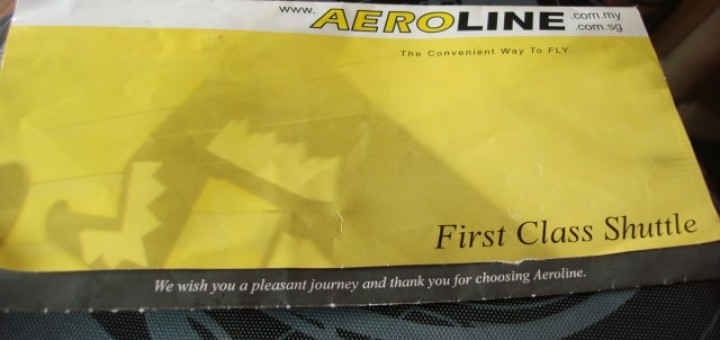 www. AEROLINE .com.my
.com.sg
The Convenient Way To FLY
First Class Shuttle
We wish you a pleasant journey and thank you for choosing Aeroline.